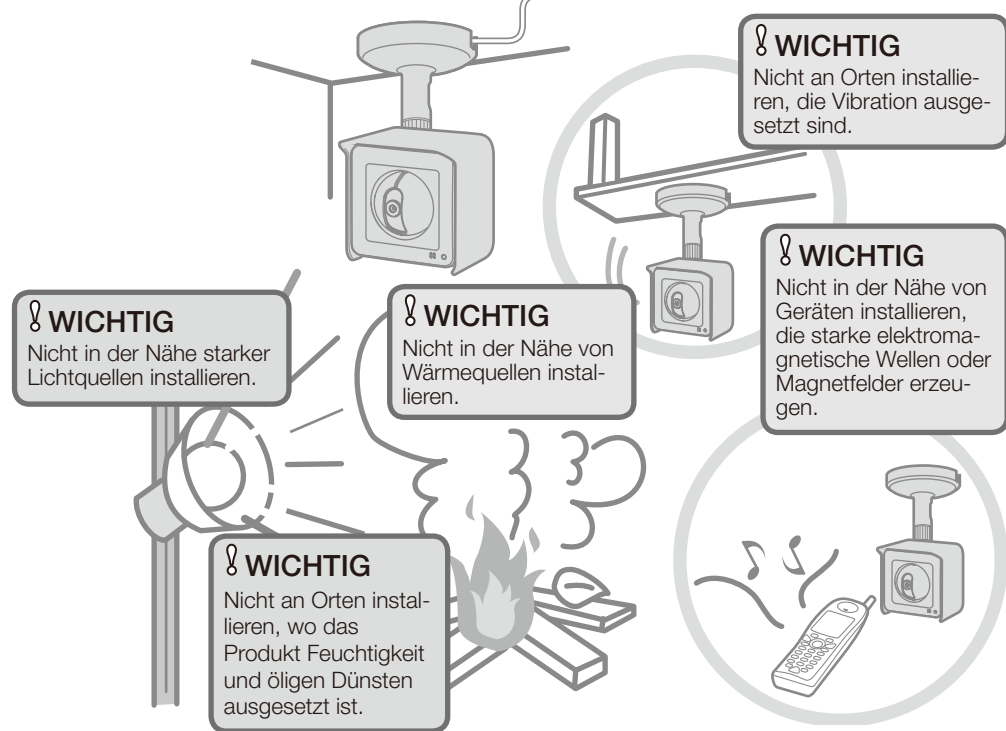 WICHTIG
Nicht an Orten installie-
ren, die Vibration ausge-
setzt sind.
WICHTIG
Nicht in der Nähe von
Geräten installieren,
die starke elektroma-
gnetische Wellen oder
Magnetfelder erzeu-
gen.
WICHTIG
Nicht in der Nähe starker
Lichtquellen installieren.
WICHTIG
Nicht in der Nähe von
Wärmequellen instal-
lieren.
WICHTIG
Nicht an Orten instal-
lieren, wo das
Produkt Feuchtigkeit
und öligen Dünsten
ausgesetzt ist.